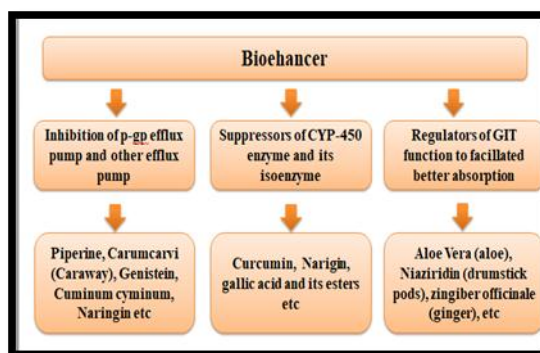 Bioehancer
Inhibition of p-gp efflux
pump and other efflux
pump
Suppressors of CYP-450
enzyme and its
isoenzyme
Regulators of GIT
function to facillated
better absorption
Piperine, Carumcarvi
(Caraway), Genistein,
Cuminum cyminum,
Naringin etc
Curcumin, Narigin,
gallic acid and its esters
etc
Aloe Vera (aloe),
Niaziridin (drumstick
pods), zingiber officinale
(ginger), etc